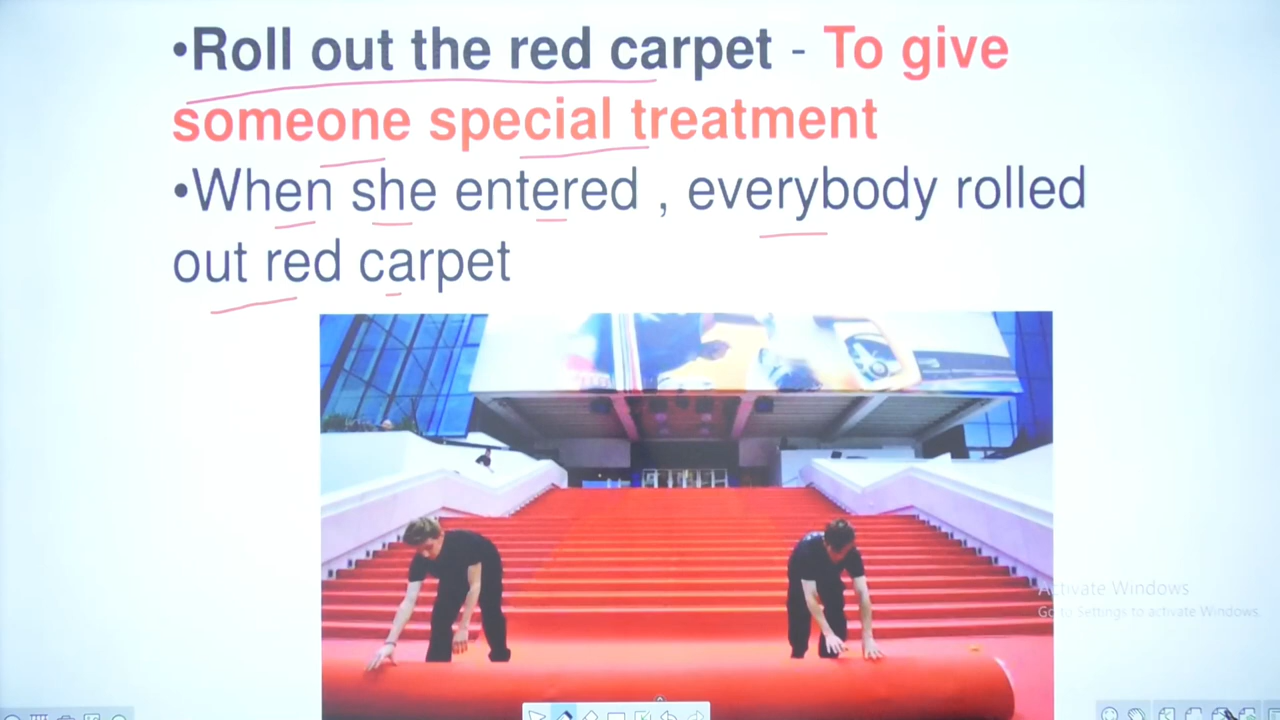 •Roll out the red carpet - To give
someone special treatment
•When she entered , everybody rolled
out red carpet
Activate Windows
Go to Settings to activate Windows.